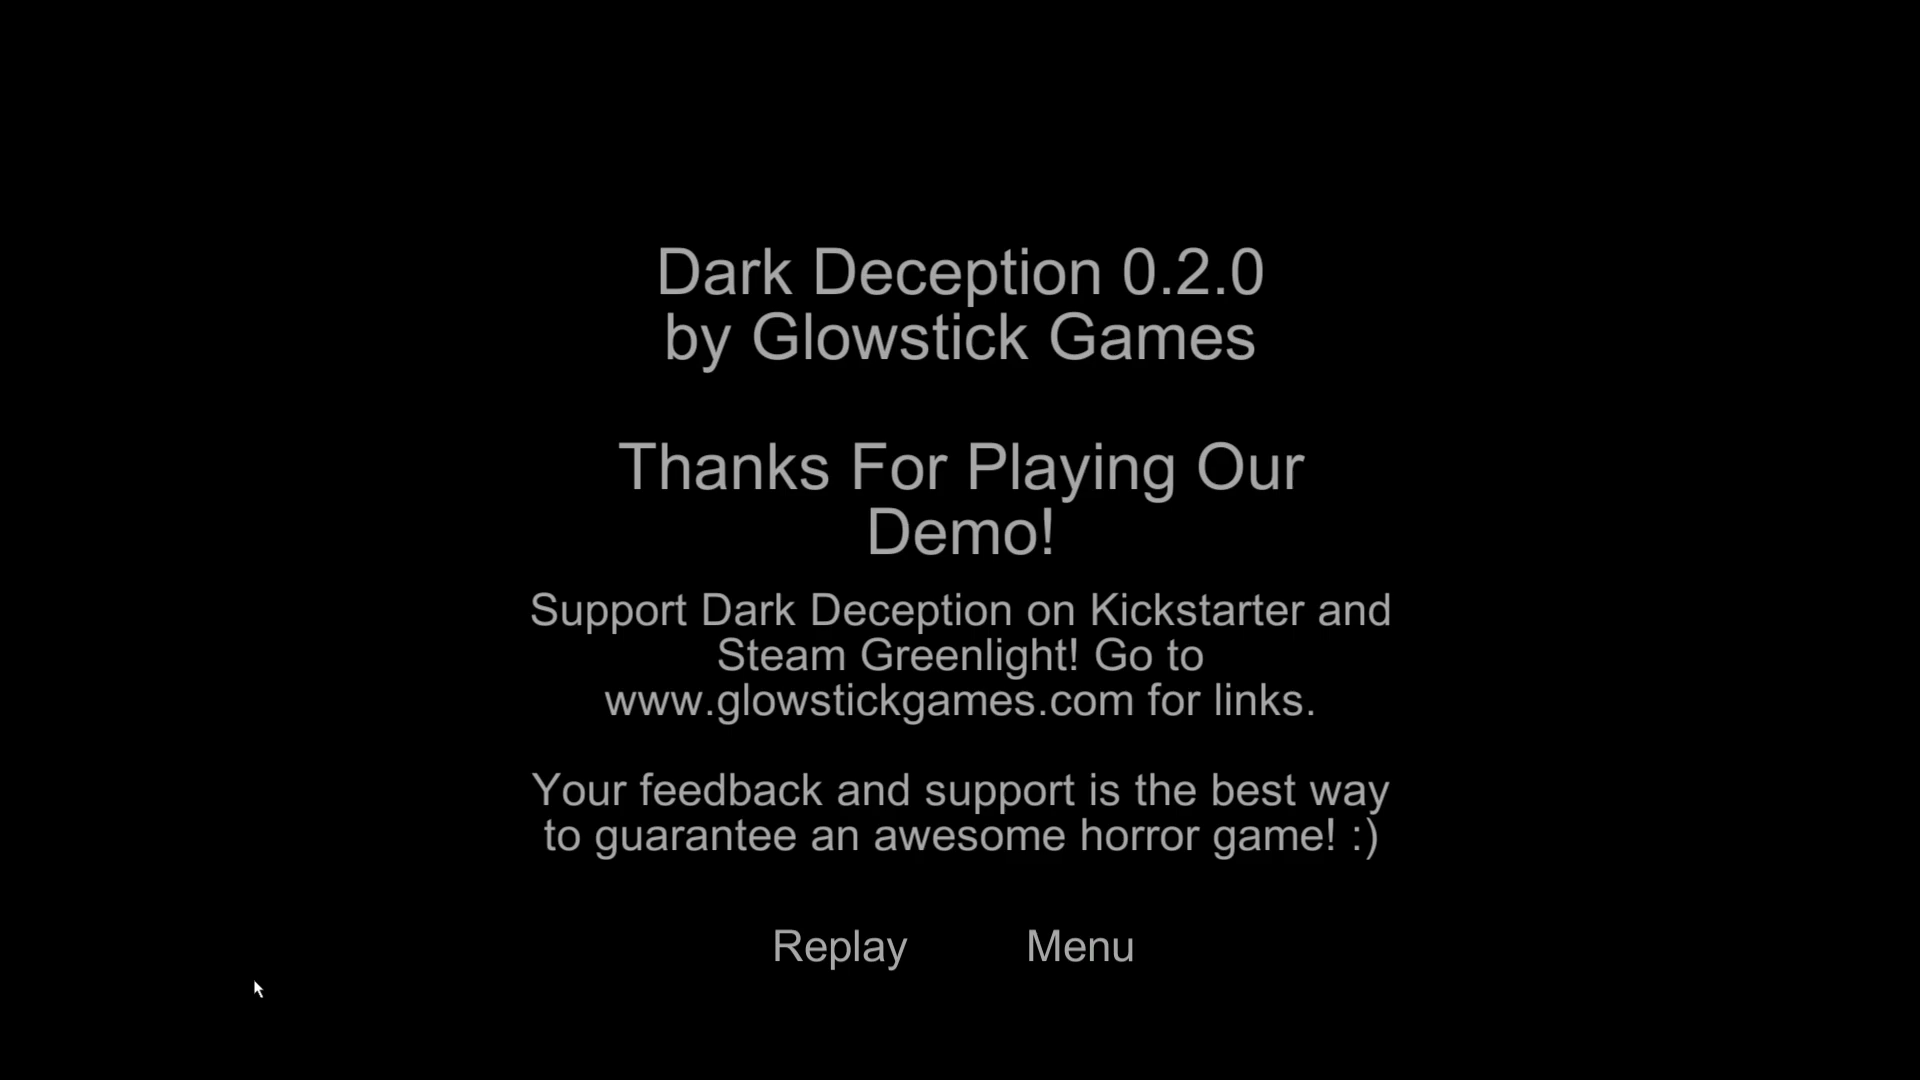 Dark Deception 0.2.0
by Glowstick Games
Thanks For Playing Our
Demo!
Support Dark Deception on Kickstarter and
Steam Greenlight! Go to
www.glowstickgames.com for links.
Your feedback and support is the best way
to guarantee an awesome horror game! :)
Replay Menu